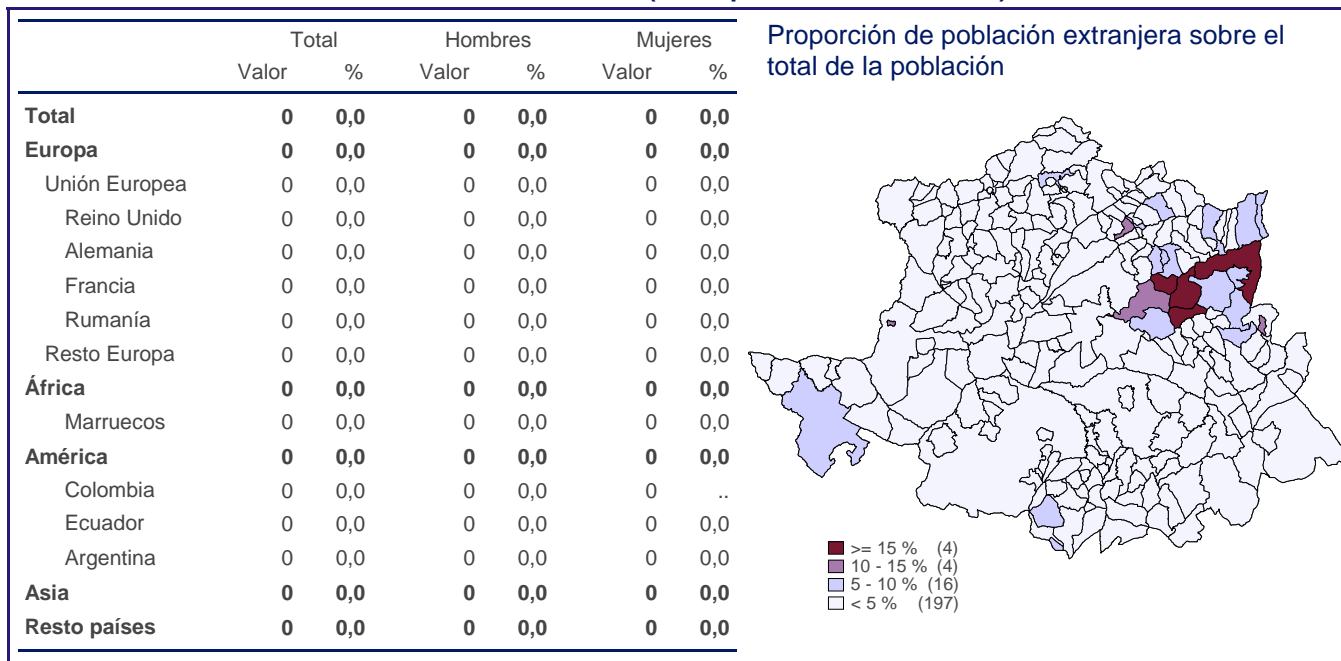 Total Hombres Mujeres
Valor % Valor % Valor %
Total 0 0,0 0 0,0 0 0,0
Europa 0 0,0 0 0,0 0 0,0
Unión Europea 0 0,0 0 0,0 0 0,0
Reino Unido 0 0,0 0 0,0 0 0,0
Alemania 0 0,0 0 0,0 0 0,0
Francia 0 0,0 0 0,0 0 0,0
Rumanía 0 0,0 0 0,0 0 0,0
Resto Europa 0 0,0 0 0,0 0 0,0
África 0 0,0 0 0,0 0 0,0
Marruecos 0 0,0 0 0,0 0 0,0
América 0 0,0 0 0,0 0 0,0
Colombia 0 0,0 0 0,0 0 ..
Ecuador 0 0,0 0 0,0 0 0,0
Argentina 0 0,0 0 0,0 0 0,0
Asia 0 0,0 0 0,0 0 0,0
Resto países 0 0,0 0 0,0 0 0,0
Proporción de población extranjera sobre el
total de la población
>= 15 % (4)
10 - 15 % (4)
5 - 10 % (16)
< 5 % (197)